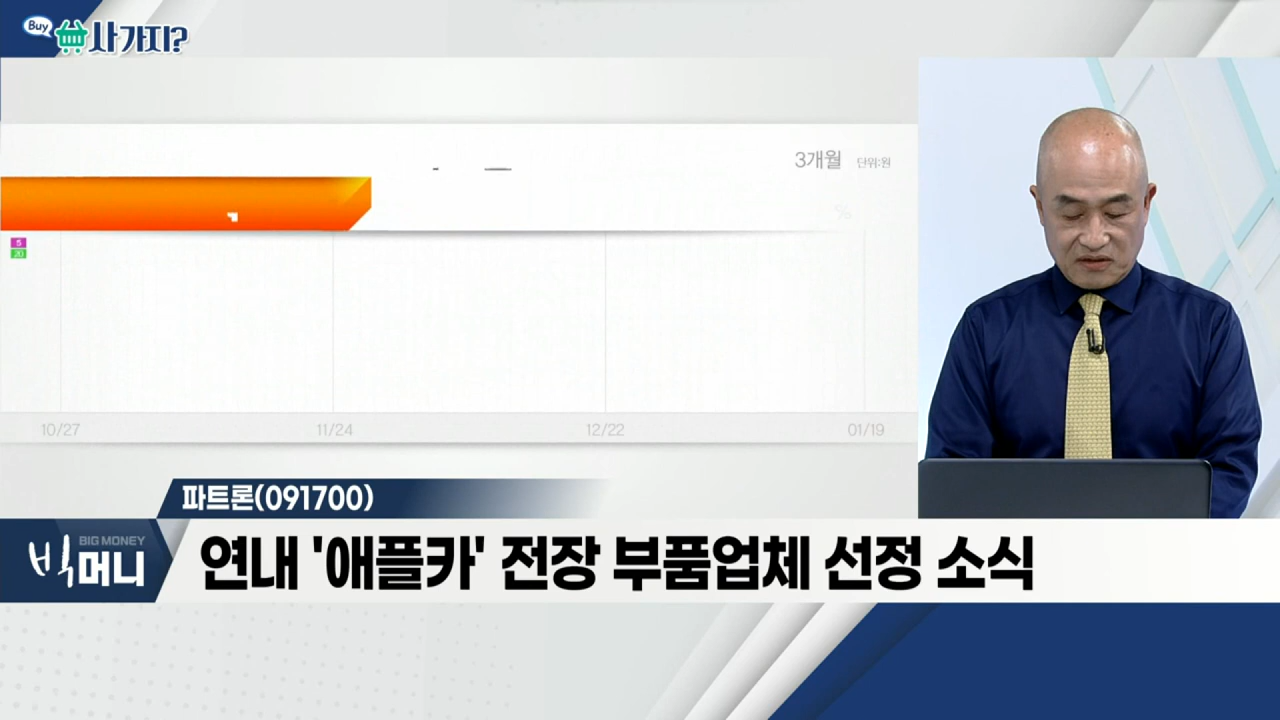 Buy 사가지?
3개월 단위:원
%
5
20
10/27 11/24 12/22 01/19
파트론(091700)
BIG MONEY
빅머니
연내 '애플카' 전장 부품업체 선정 소식